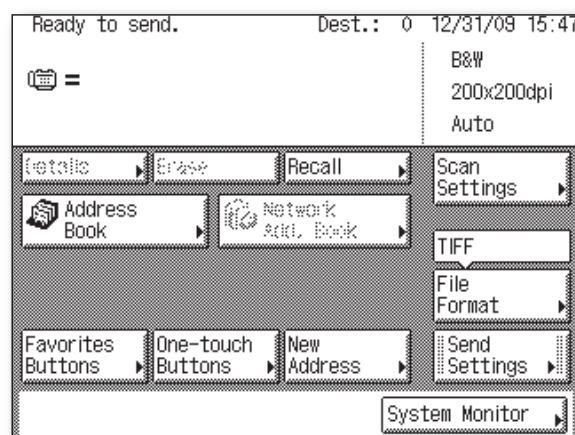 Ready to send. Dest.: 0 12/31/09 15:47
B&W
=
200x200dpi
Auto
Details Erase Recall
Scan
Settings
Address
Book
Network
Add. Book
TIFF
File
Format
Favorites
Buttons
One-touch
Buttons
New
Address
Send
Settings
System Monitor